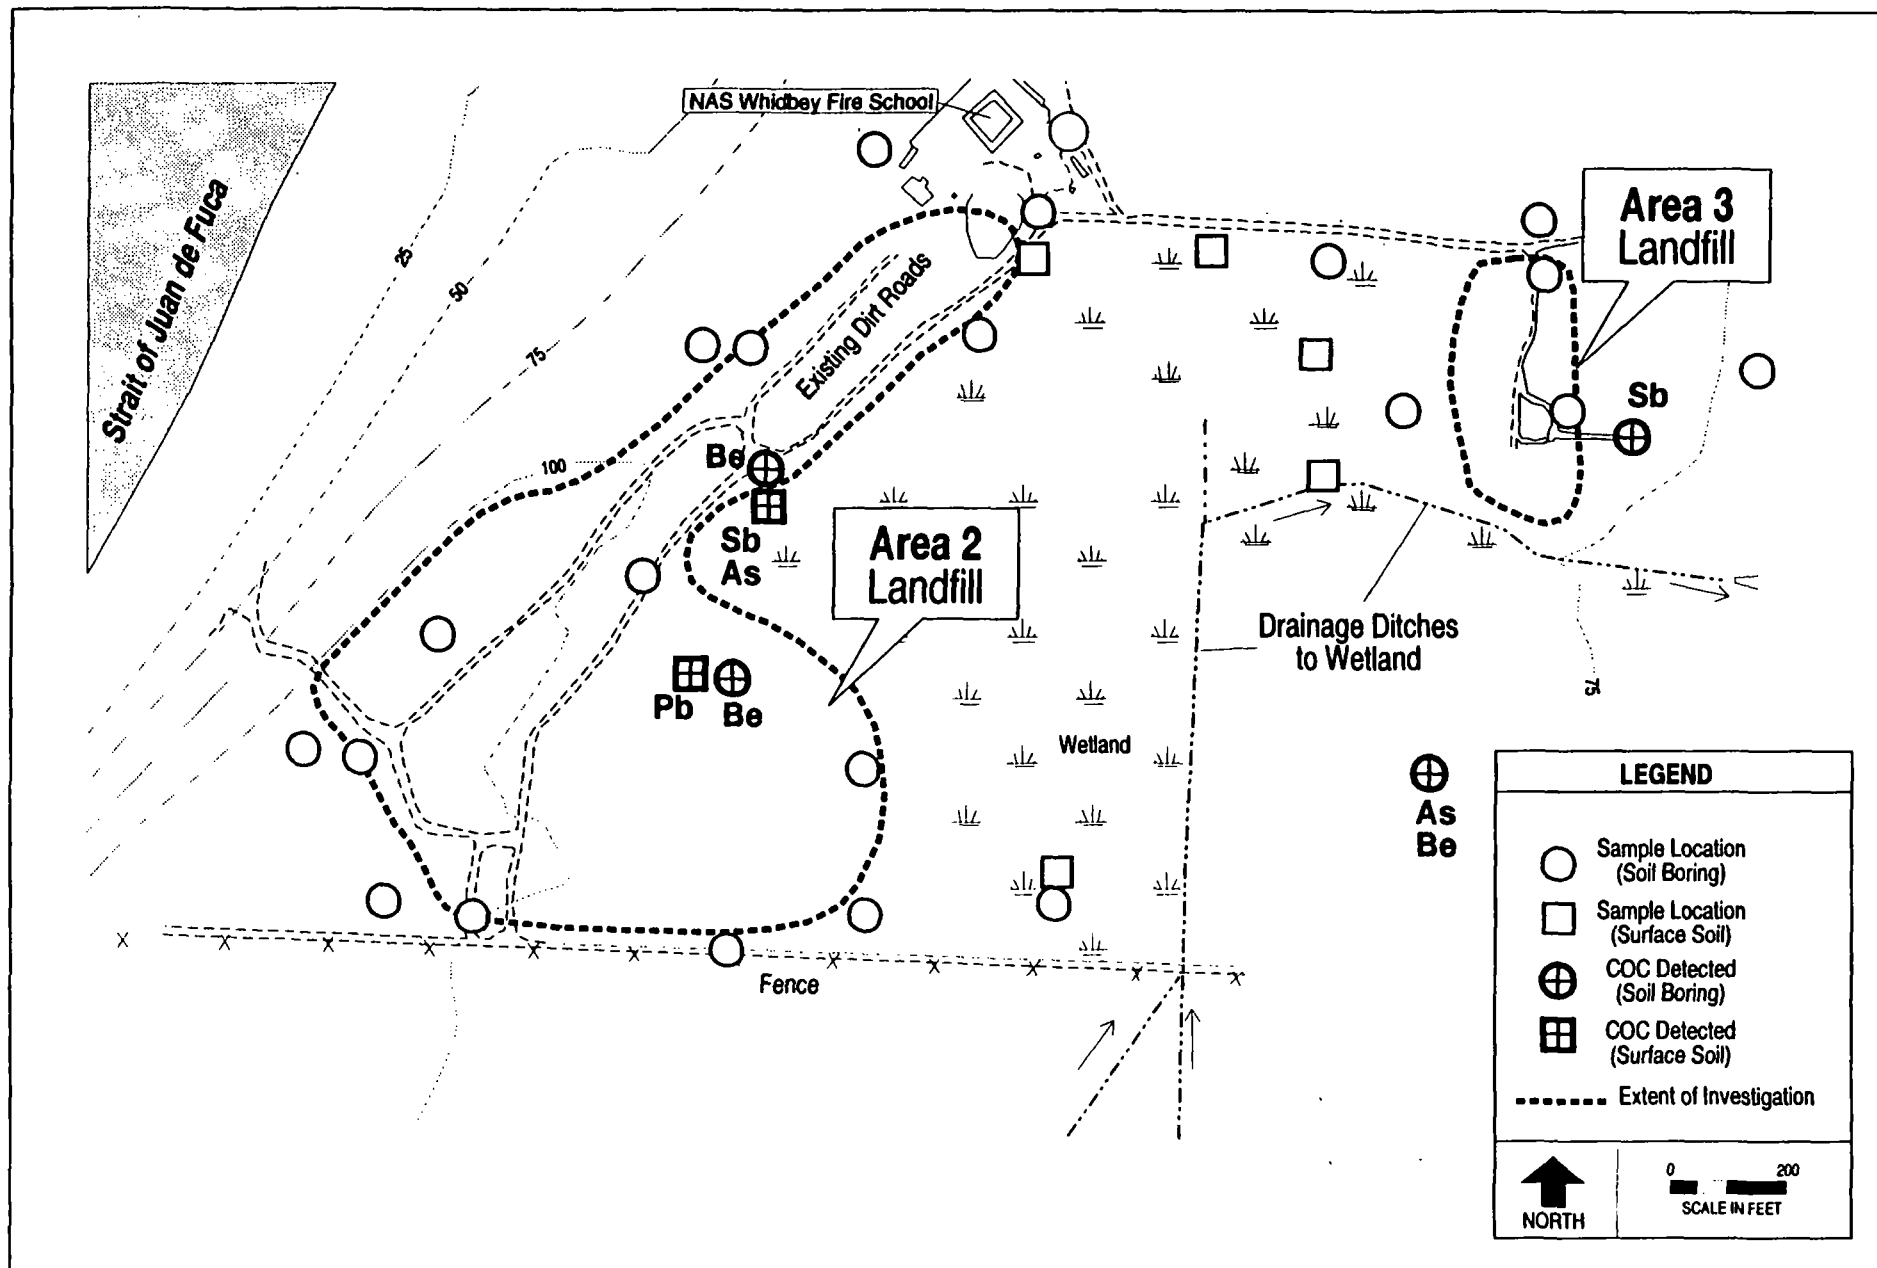 NAS Whidbey Fire School
Strait of Juan de Fuca
25
50
75
100
Existing Dirt Roads
Area 3
Landfill
Sb
Be
Sb
As
Area 2
Landfill
Pb
Be
Drainage Ditches
to Wetland
75
Wetland
As
Be
X X X X X X X X X X X
Fence
LEGEND
Sample Location
(Soil Boring)
Sample Location
(Surface Soil)
COC Detected
(Soil Boring)
COC Detected
(Surface Soil)
Extent of Investigation
NORTH
0 200
SCALE IN FEET